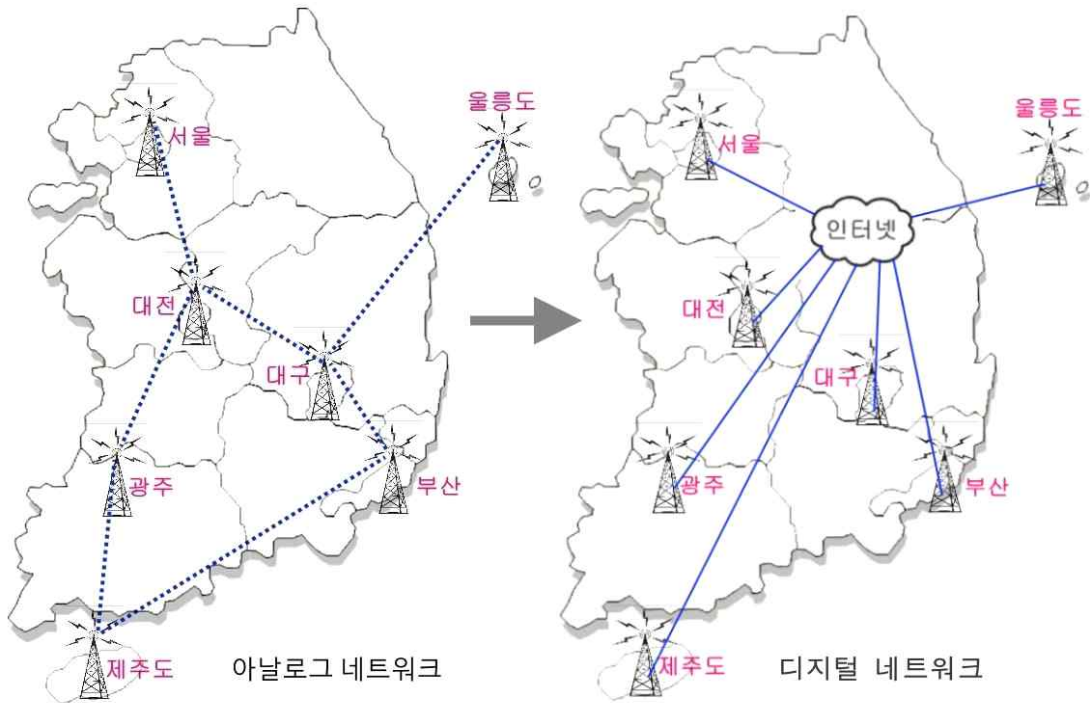 서울
울릉도
대전
대구
광주
부산
제주도
아날로그 네트워크
서울
울릉도
인터넷
대전
대구
광주
부산
제주도
디지털 네트워크